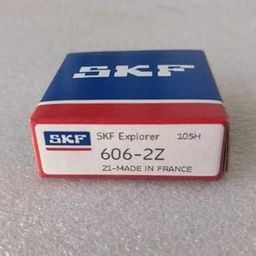 SKF
SKF SKF Explorer 105H
606-2Z
21-MADE IN FRANCE